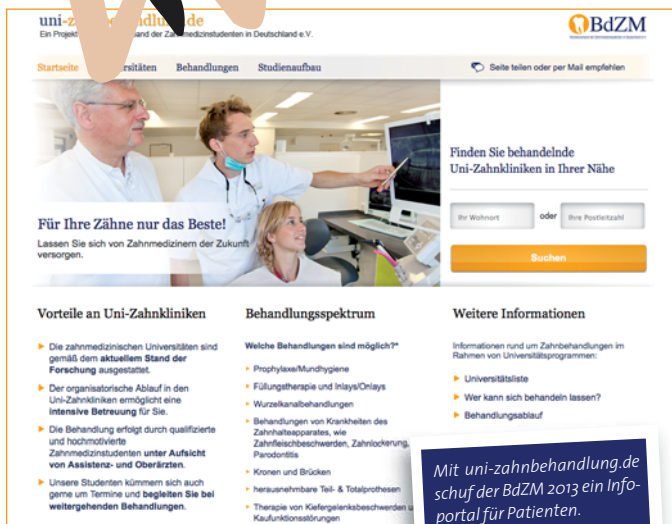 uni-z        dlung.de
Ein Projekt        and der Zahnmedizinstudenten in Deutschland e.V.
BdZM
Startseite
ersitäten
Behandlungen
Studienaufbau
Seite teilen oder per Mail empfehlen
Finden Sie behandelnde
Uni-Zahnkliniken in Ihrer Nähe
Ihr Wohnort
oder
Ihre Postleitzahl
Suchen
Für Ihre Zähne nur das Beste!
Lassen Sie sich von Zahnmedizinern der Zukunft
versorgen.
Vorteile an Uni-Zahnkliniken
Die zahnmedizinischen Universitäten sind
gemäß dem aktuellem Stand der
Forschung ausgestattet.
Der organisatorische Ablauf in den
Uni-Zahnkliniken ermöglicht eine
intensive Betreuung für Sie.
Die Behandlung erfolgt durch qualifizierte
und hochmotivierte
Zahnmedizinstudenten unter Aufsicht
von Assistenz- und Oberärzten.
Unsere Studenten kümmern sich auch
gerne um Termine und begleiten Sie bei
weitergehenden Behandlungen.
Behandlungsspektrum
Welche Behandlungen sind möglich?*
Prophylaxe/Mundhygiene
Füllungstherapie und Inlays/Onlays
Wurzelkanalbehandlungen
Behandlungen von Krankheiten des
Zahnhalteapparates, wie
Zahnfleischbeschwerden, Zahnlockerung,
Parodontitis
Kronen und Brücken
herausnehmbare Teil- & Totalprothesen
Therapie von Kiefergelenksbeschwerden u
Kaufunktionsstörungen
Weitere Informationen
Informationen rund um Zahnbehandlungen im
Rahmen von Universitätsprogrammen:
Universitätsliste
Wer kann sich behandeln lassen?
Behandlungsablauf
Mit uni-zahnbehandlung.de
schuf der BdZM 2013 ein Info-
portal für Patienten.